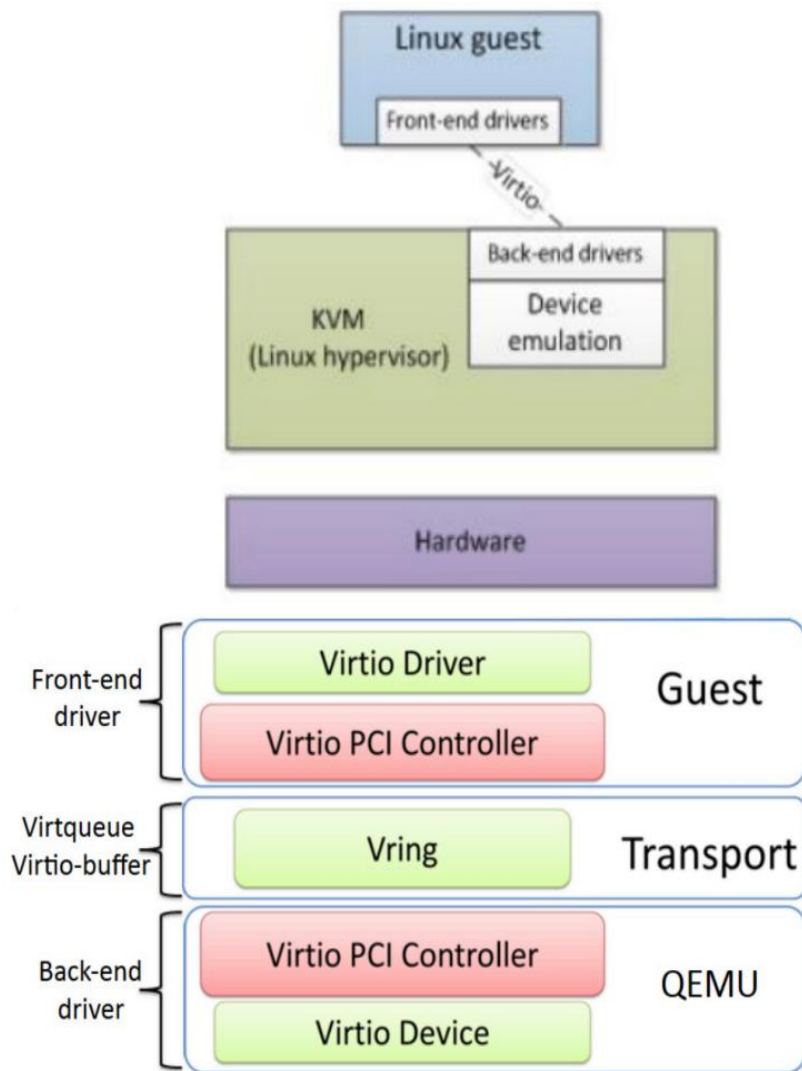 Linux guest
Front-end drivers
-Virtio-
Back-end drivers
KVM
(Linux hypervisor)
Device
emulation
Hardware
Front-end
driver
Virtio Driver
Virtio PCI Controller
Guest
Virtqueue
Virtio-buffer
Vring
Transport
Back-end
driver
Virtio PCI Controller
Virtio Device
QEMU